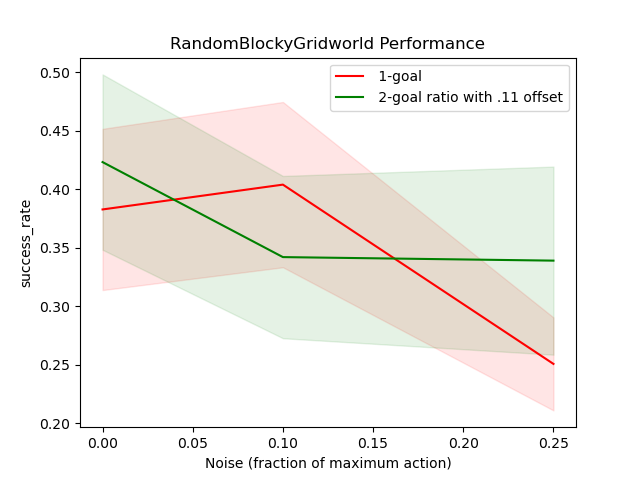 RandomBlockyGridworld Performance
1-goal
2-goal ratio with .11 offset
success_rate
0.50
0.45
0.40
0.35
0.30
0.25
0.20
0.00 0.05 0.10 0.15 0.20 0.25
Noise (fraction of maximum action)